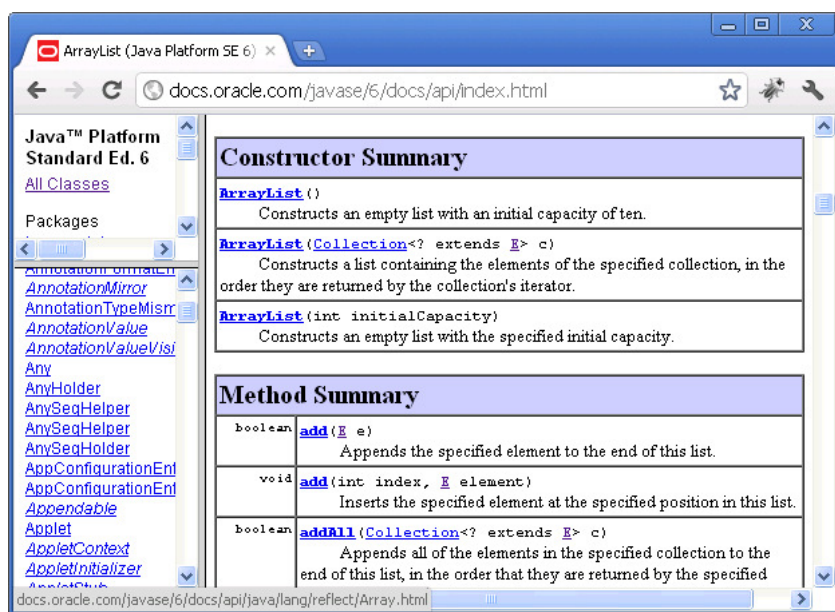 ArrayList (Java Platform SE 6)
docs.oracle.com/javase/6/docs/api/index.html
Java™ Platform
Standard Ed. 6
All Classes
Packages
AnnotationFormatEr
AnnotationMirror
AnnotationTypeMism
AnnotationValue
AnnotationValueVisi
Any
AnyHolder
AnySeqHelper
AnySeqHelper
AnySeqHolder
AppConfigurationEnt
AppConfigurationEnt
Appendable
Applet
AppletContext
AppletInitializer
AppletStub
Constructor Summary
ArrayList()
Constructs an empty list with an initial capacity of ten.
ArrayList(Collection<? extends E> c)
Constructs a list containing the elements of the specified collection, in the
order they are returned by the collection's iterator.
ArrayList(int initialCapacity)
Constructs an empty list with the specified initial capacity.
Method Summary
boolean add(E e)
Appends the specified element to the end of this list.
void add(int index, E element)
Inserts the specified element at the specified position in this list.
boolean addAll(Collection<? extends E> c)
Appends all of the elements in the specified collection to the
end of this list, in the order that they are returned by the specified
docs.oracle.com/javase/6/docs/api/java/lang/reflect/Array.html